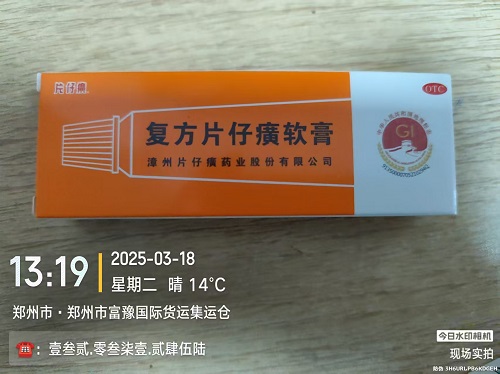 片仔癀
OTC
复方片仔癀软膏
漳州片仔癀药业股份有限公司
GI
13:19
2025-03-18
星期二 晴 14℃
郑州市·郑州市富豫国际货运集运仓
☎: 壹叁贰.零叁柒壹.贰肆伍陆
今日水印相机
现场实拍
防伪 3H6URLPB6KDGER